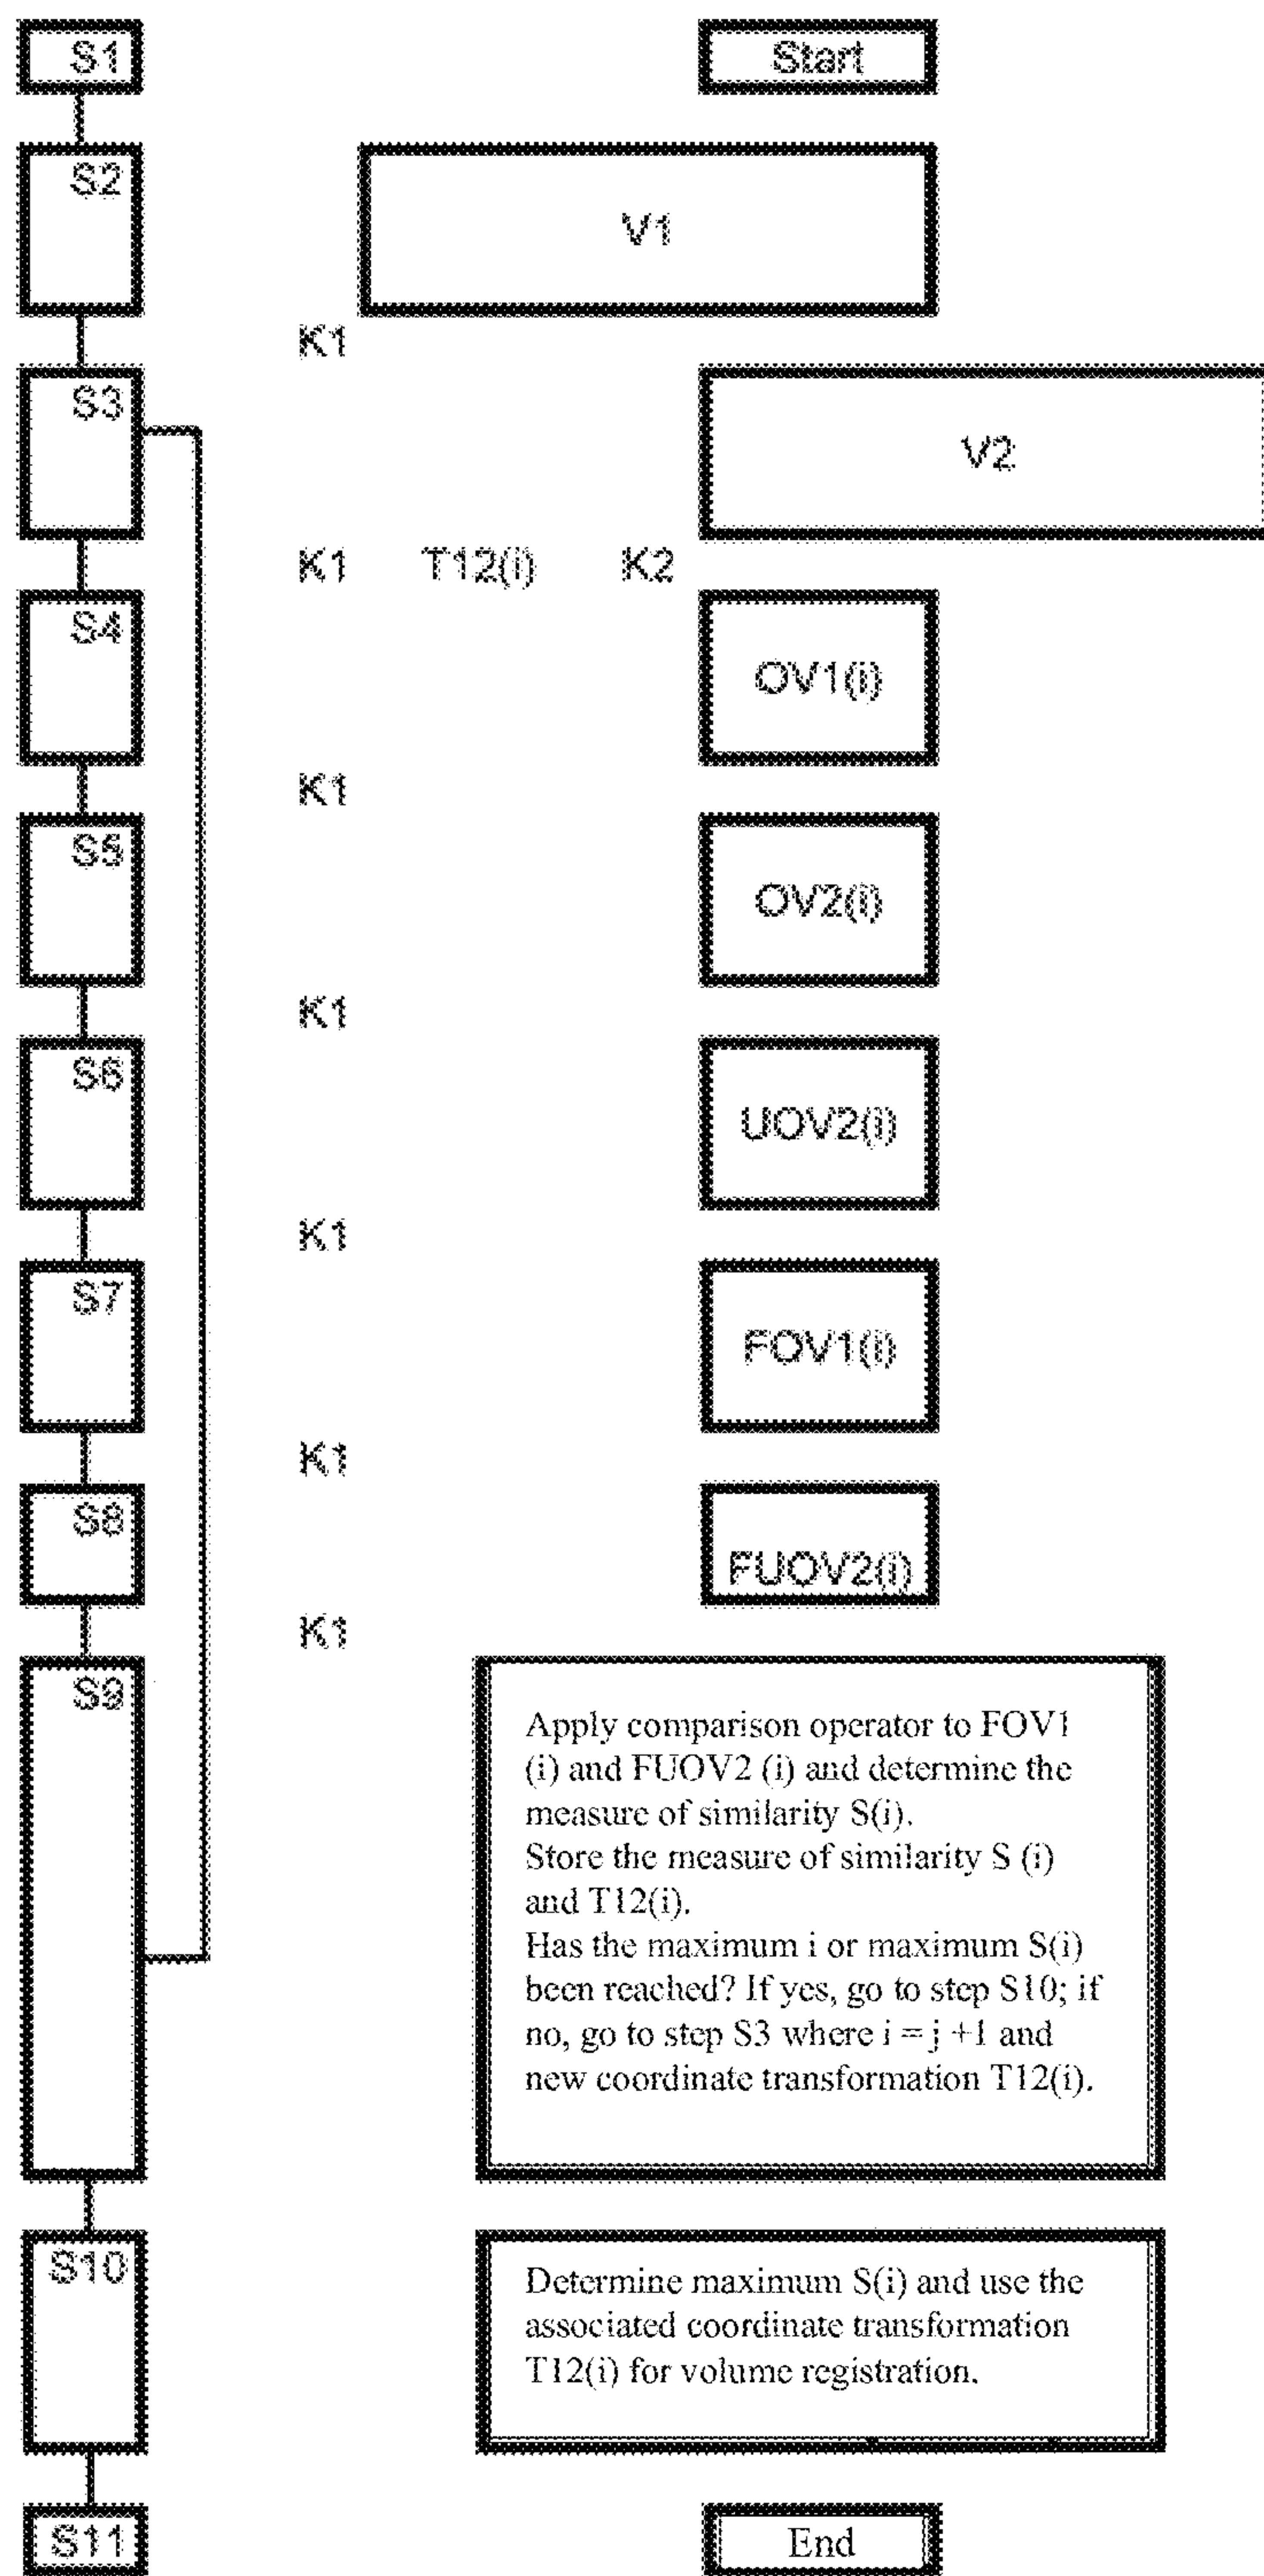 S1 Start
S2
V1
K1
S3
V2
K1 T12(i) K2
S4
OV1(i)
K1
S5
OV2(i)
K1
S6
UOV2(i)
K1
S7
FOV1(i)
K1
S8
FUOV2(i)
K1
S9
Apply comparison operator to FOV1
(i) and FUOV2 (i) and determine the
measure of similarity S(i).
Store the measure of similarity S (i)
and T12(i).
Has the maximum i or maximum S(i)
been reached? If yes, go to step S10; if
no, go to step S3 where i = j +1 and
new coordinate transformation T12(i).
S10
Determine maximum S(i) and use the
associated coordinate transformation
T12(i) for volume registration.
S11 End